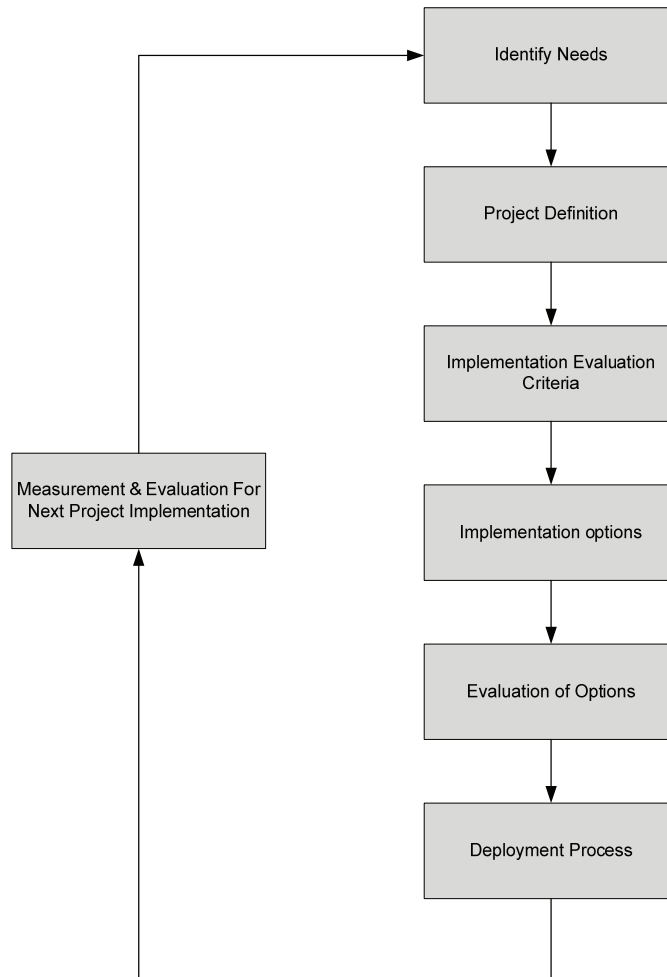 Identify Needs
Project Definition
Implementation Evaluation
Criteria
Measurement & Evaluation For
Next Project Implementation
Implementation options
Evaluation of Options
Deployment Process